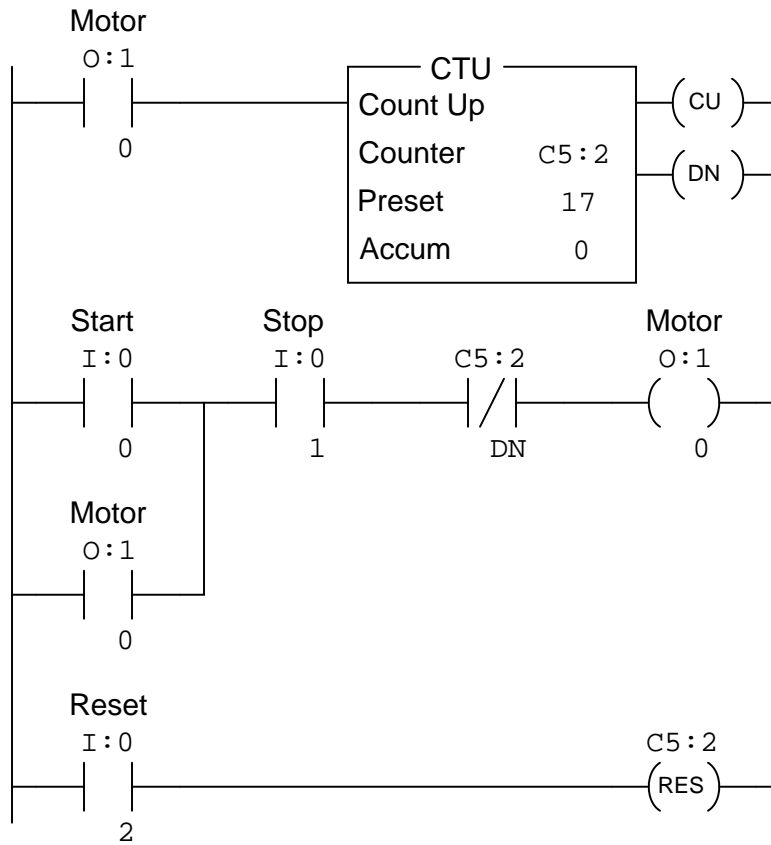 Motor
O:1
0
CTU
Count Up
Counter C5:2
Preset 17
Accum 0
CU
DN
Start Stop Motor
I:0 I:0 C5:2 O:1
0 1 DN 0
Motor
O:1
0
Reset
I:0 C5:2
RES
2